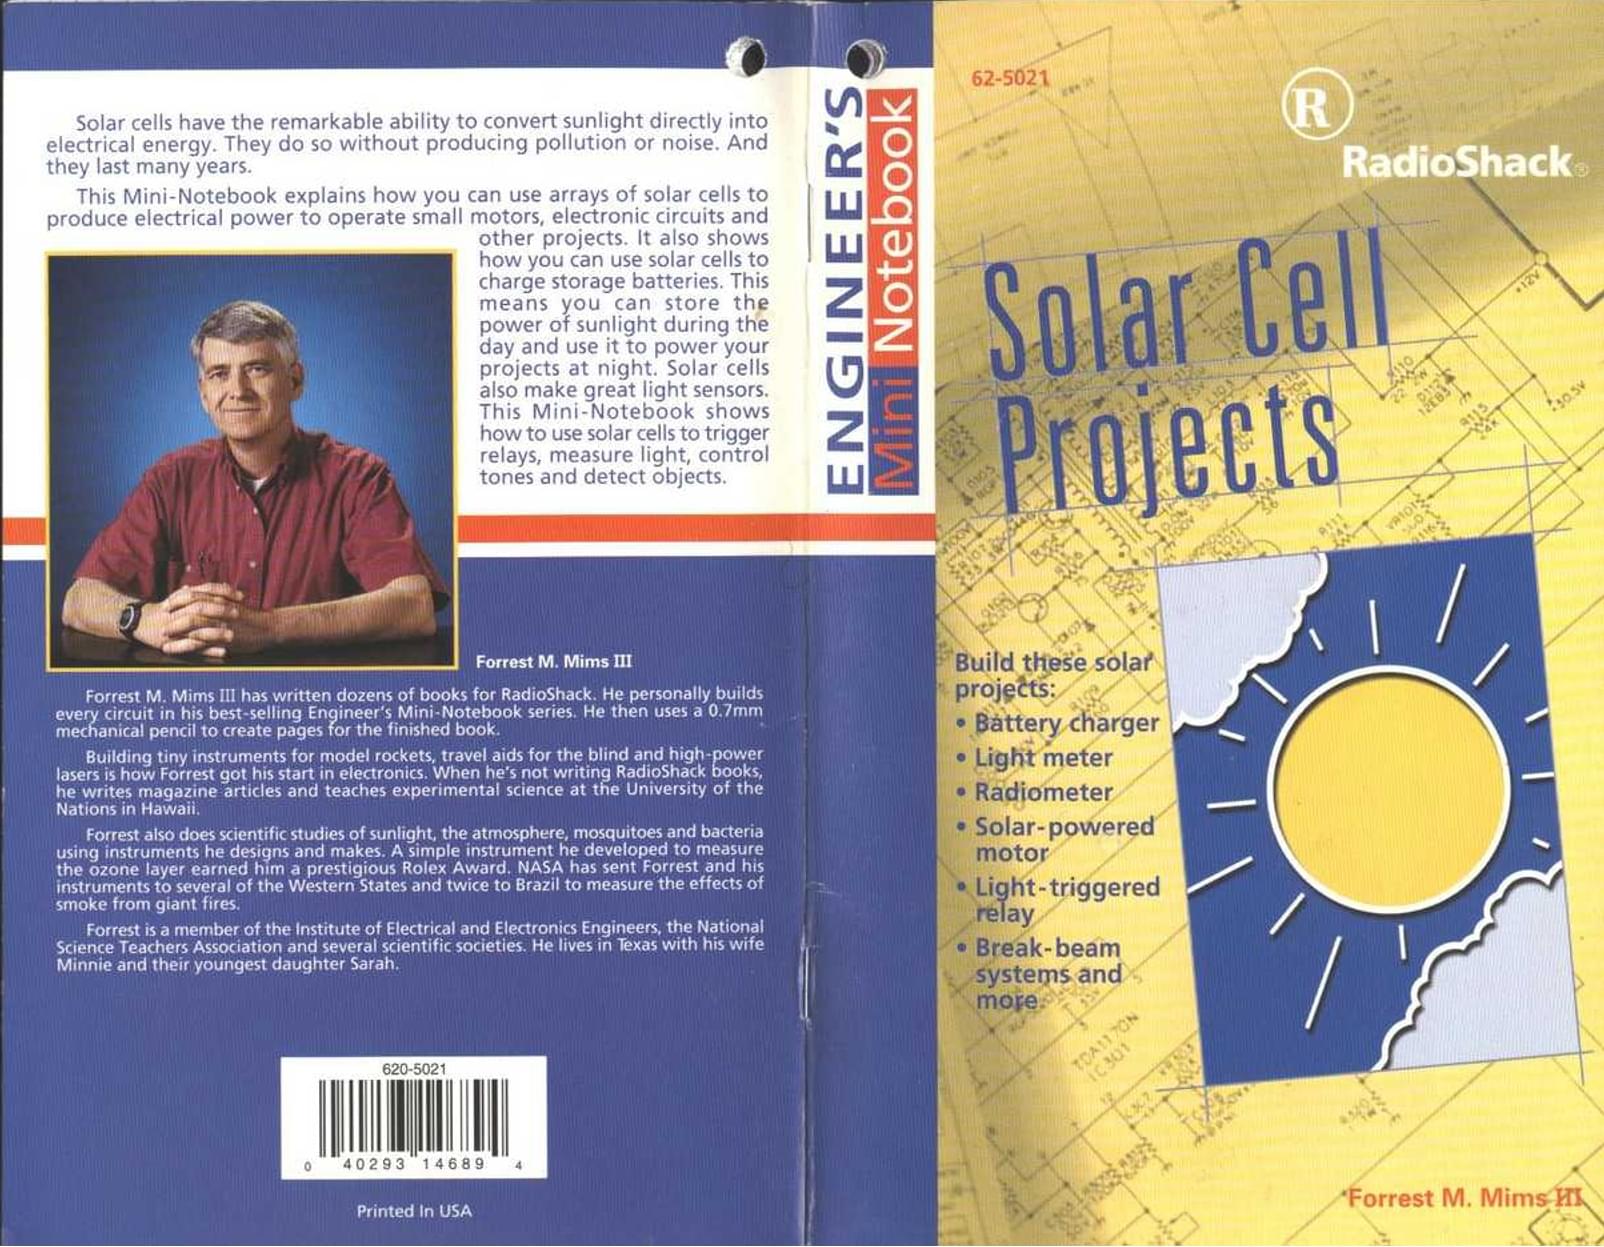 Solar cells have the remarkable ability to convert sunlight directly into
electrical energy. They do so without producing pollution or noise. And
they last many years.
This Mini-Notebook explains how you can use arrays of solar cells to
produce electrical power to operate small motors, electronic circuits and
other projects. It also shows
how you can use solar cells to
charge storage batteries. This
means you can store the
power of sunlight during the
day and use it to power your
projects at night. Solar cells
also make great light sensors.
This Mini-Notebook shows
how to use solar cells to trigger
relays, measure light, control
tones and detect objects.
Forrest M. Mims III
Forrest M. Mims III has written dozens of books for RadioShack. He personally builds
every circuit in his best-selling Engineer's Mini-Notebook series. He then uses a 0.7mm
mechanical pencil to create pages for the finished book.
Building tiny instruments for model rockets, travel aids for the blind and high-power
lasers is how Forrest got his start in electronics. When he's not writing RadioShack books,
he writes magazine articles and teaches experimental science at the University of the
Nations in Hawaii.
Forrest also does scientific studies of sunlight, the atmosphere, mosquitoes and bacteria
using instruments he designs and makes. A simple instrument he developed to measure
the ozone layer earned him a prestigious Rolex Award. NASA has sent Forrest and his
instruments to several of the Western States and twice to Brazil to measure the effects of
smoke from giant fires.
Forrest is a member of the Institute of Electrical and Electronics Engineers, the National
Science Teachers Association and several scientific societies. He lives in Texas with his wife
Minnie and their youngest daughter Sarah.
620-5021
0 40293 14689 4
Printed In USA
ENGINEER'S
Mini Notebook
62-5021
R
RadioShack®
Solar Cell
Projects
+12V
Build these solar
projects:
• Battery charger
• Light meter
• Radiometer
• Solar-powered
motor
• Light-triggered
relay
• Break-beam
systems and
more.
TDA1170N
IC301
Forrest M. Mims III